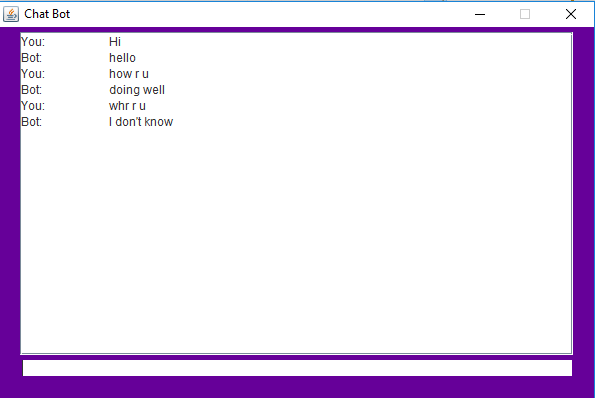 Chat Bot
You: Hi
Bot: hello
You: how r u
Bot: doing well
You: whr r u
Bot: I don't know